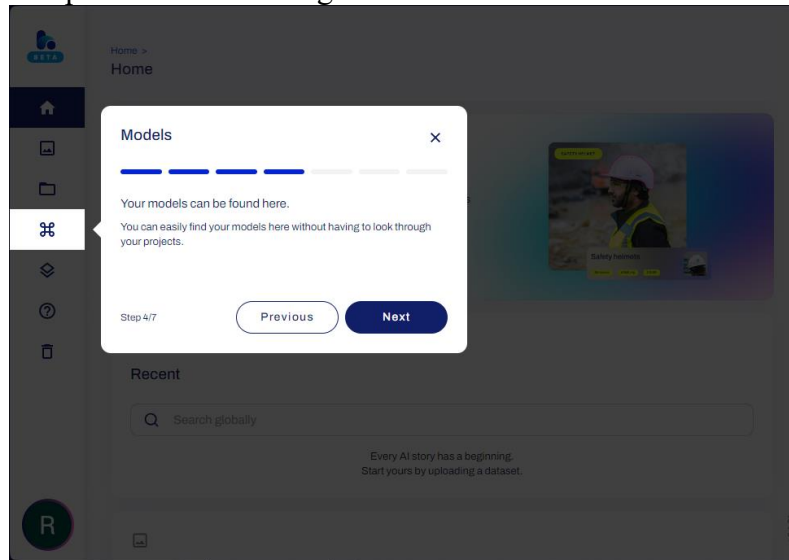 BETA
Home >
Home
Models
Your models can be found here.
You can easily find your models here without having to look through
your projects.
Step 4/7
Previous
Next
SAFETY HELMET
Safety helmets
Recent
Search globally
Every AI story has a beginning.
Start yours by uploading a dataset.
R